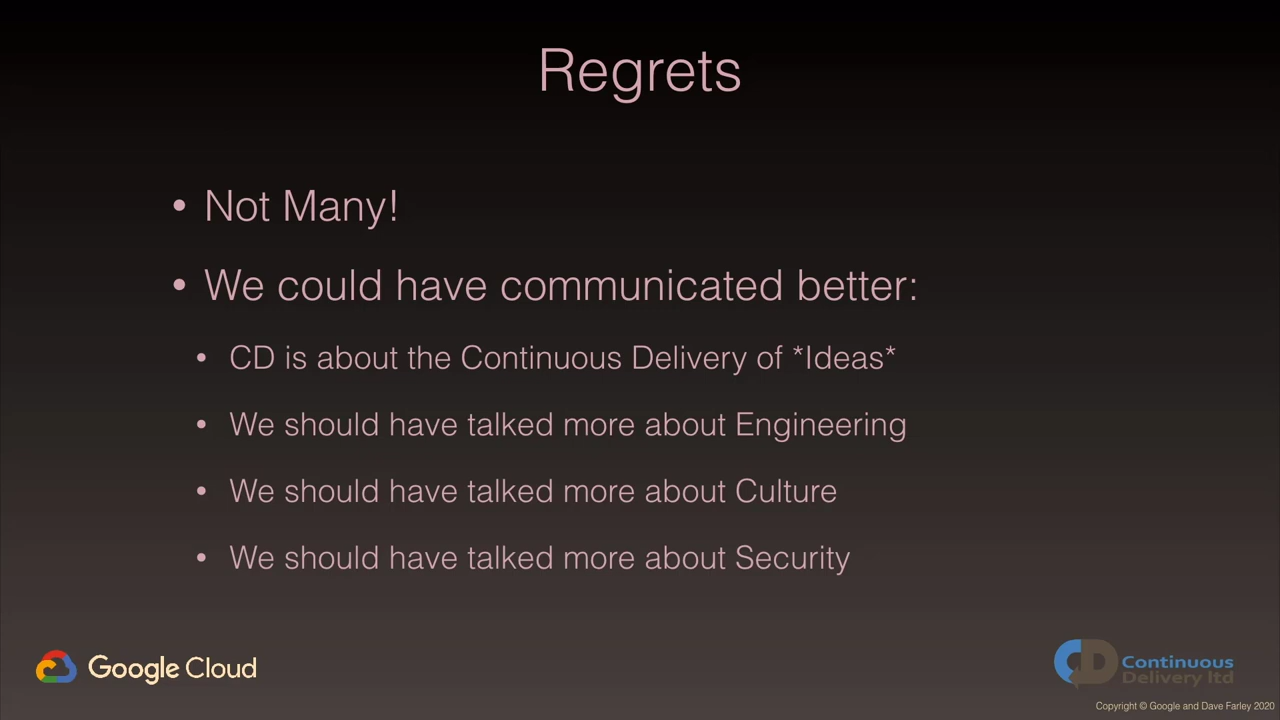 Regrets
• Not Many!
• We could have communicated better:
• CD is about the Continuous Delivery of *Ideas*
• We should have talked more about Engineering
• We should have talked more about Culture
• We should have talked more about Security
Google Cloud
CD Continuous
Delivery ltd
Copyright © Google and Dave Farley 2020